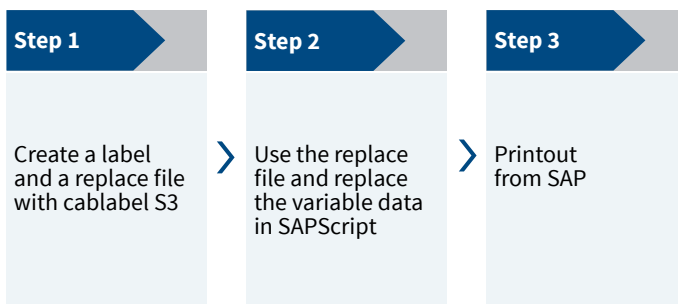 Step 1
Create a label
and a replace file
with cablabel S3
Step 2
Use the replace
file and replace
the variable data
in SAPScript
Step 3
Printout
from SAP